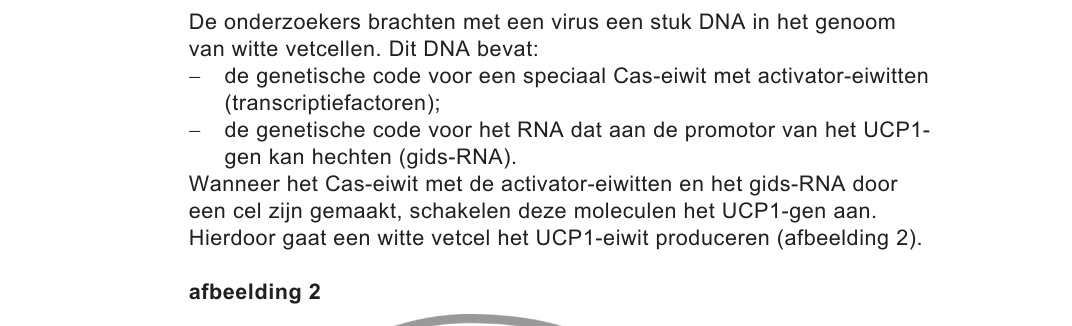 De onderzoekers brachten met een virus een stuk DNA in het genoom
van witte vetcellen. Dit DNA bevat:
– de genetische code voor een speciaal Cas-eiwit met activator-eiwitten
(transcriptiefactoren);
– de genetische code voor het RNA dat aan de promotor van het UCP1-
gen kan hechten (gids-RNA).
Wanneer het Cas-eiwit met de activator-eiwitten en het gids-RNA door
een cel zijn gemaakt, schakelen deze moleculen het UCP1-gen aan.
Hierdoor gaat een witte vetcel het UCP1-eiwit produceren (afbeelding 2).
afbeelding 2